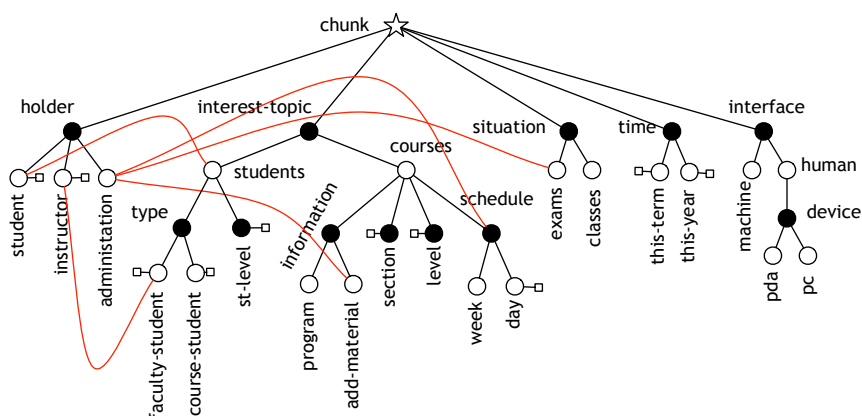 chunk
holder
interest-topic
situation
time
interface
students
courses
human
type
information
schedule
device
student
instructor
administation
st-level
section
level
exams
classes
this-term
this-year
machine
faculty-student
course-student
program
add-material
week
day
pda
pc